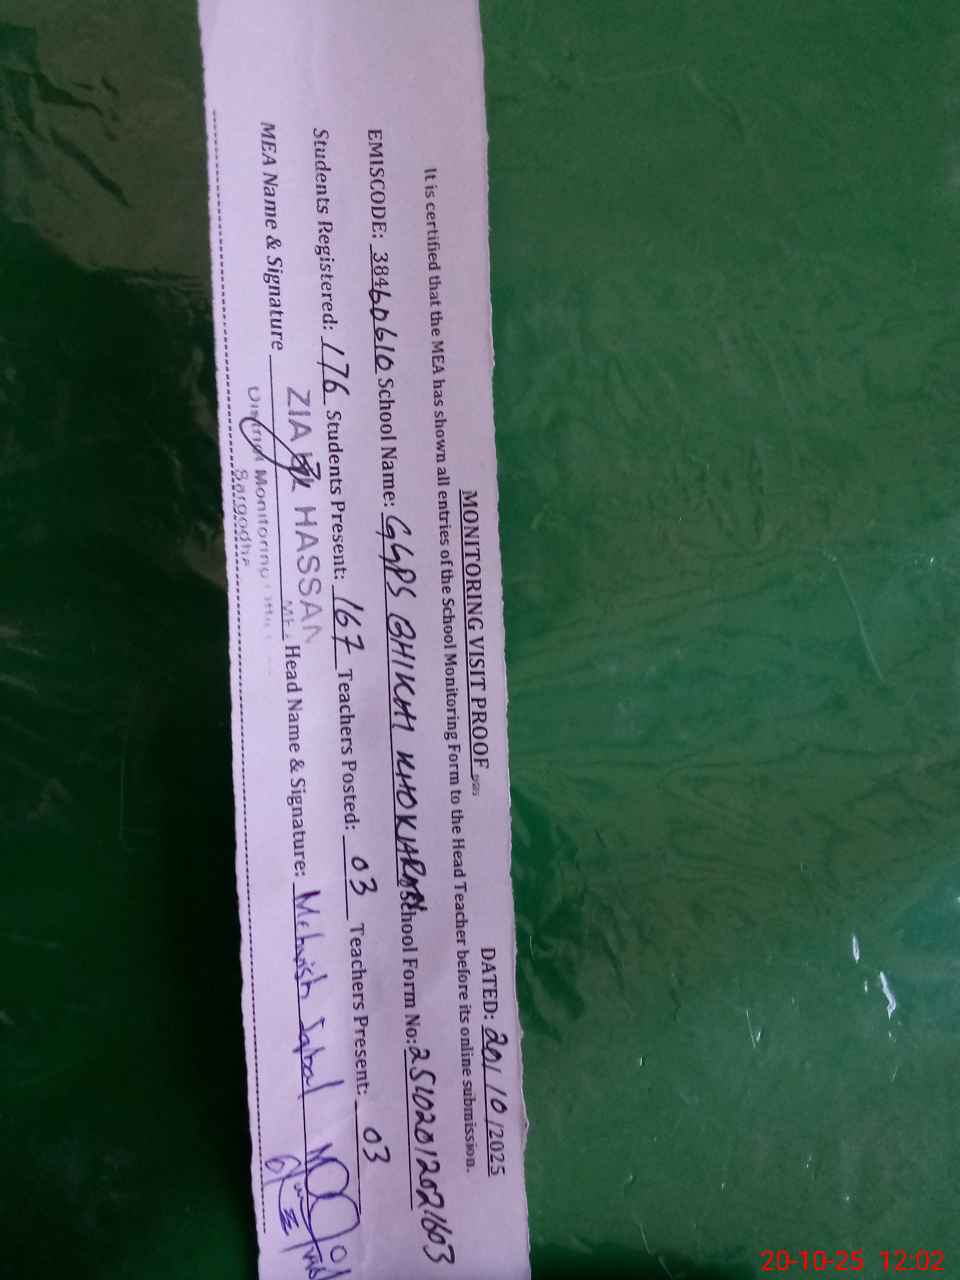 MONITORING VISIT PROOF DATED: 20/10/2025
It is certified that the MEA has shown all entries of the School Monitoring Form to the Head Teacher before its online submission.
EMISCODE: 38460610 School Name: GGPS BHIKHI KHOKHARAN School Form No: 25102012021603
Students Registered: 176 Students Present: 167 Teachers Posted: 03 Teachers Present: 03
ZIA HASSAN
MEA Name & Signature Head Name & Signature: Mehwish Iqbal
District Monitoring
Sargodha
20-10-25 12:02